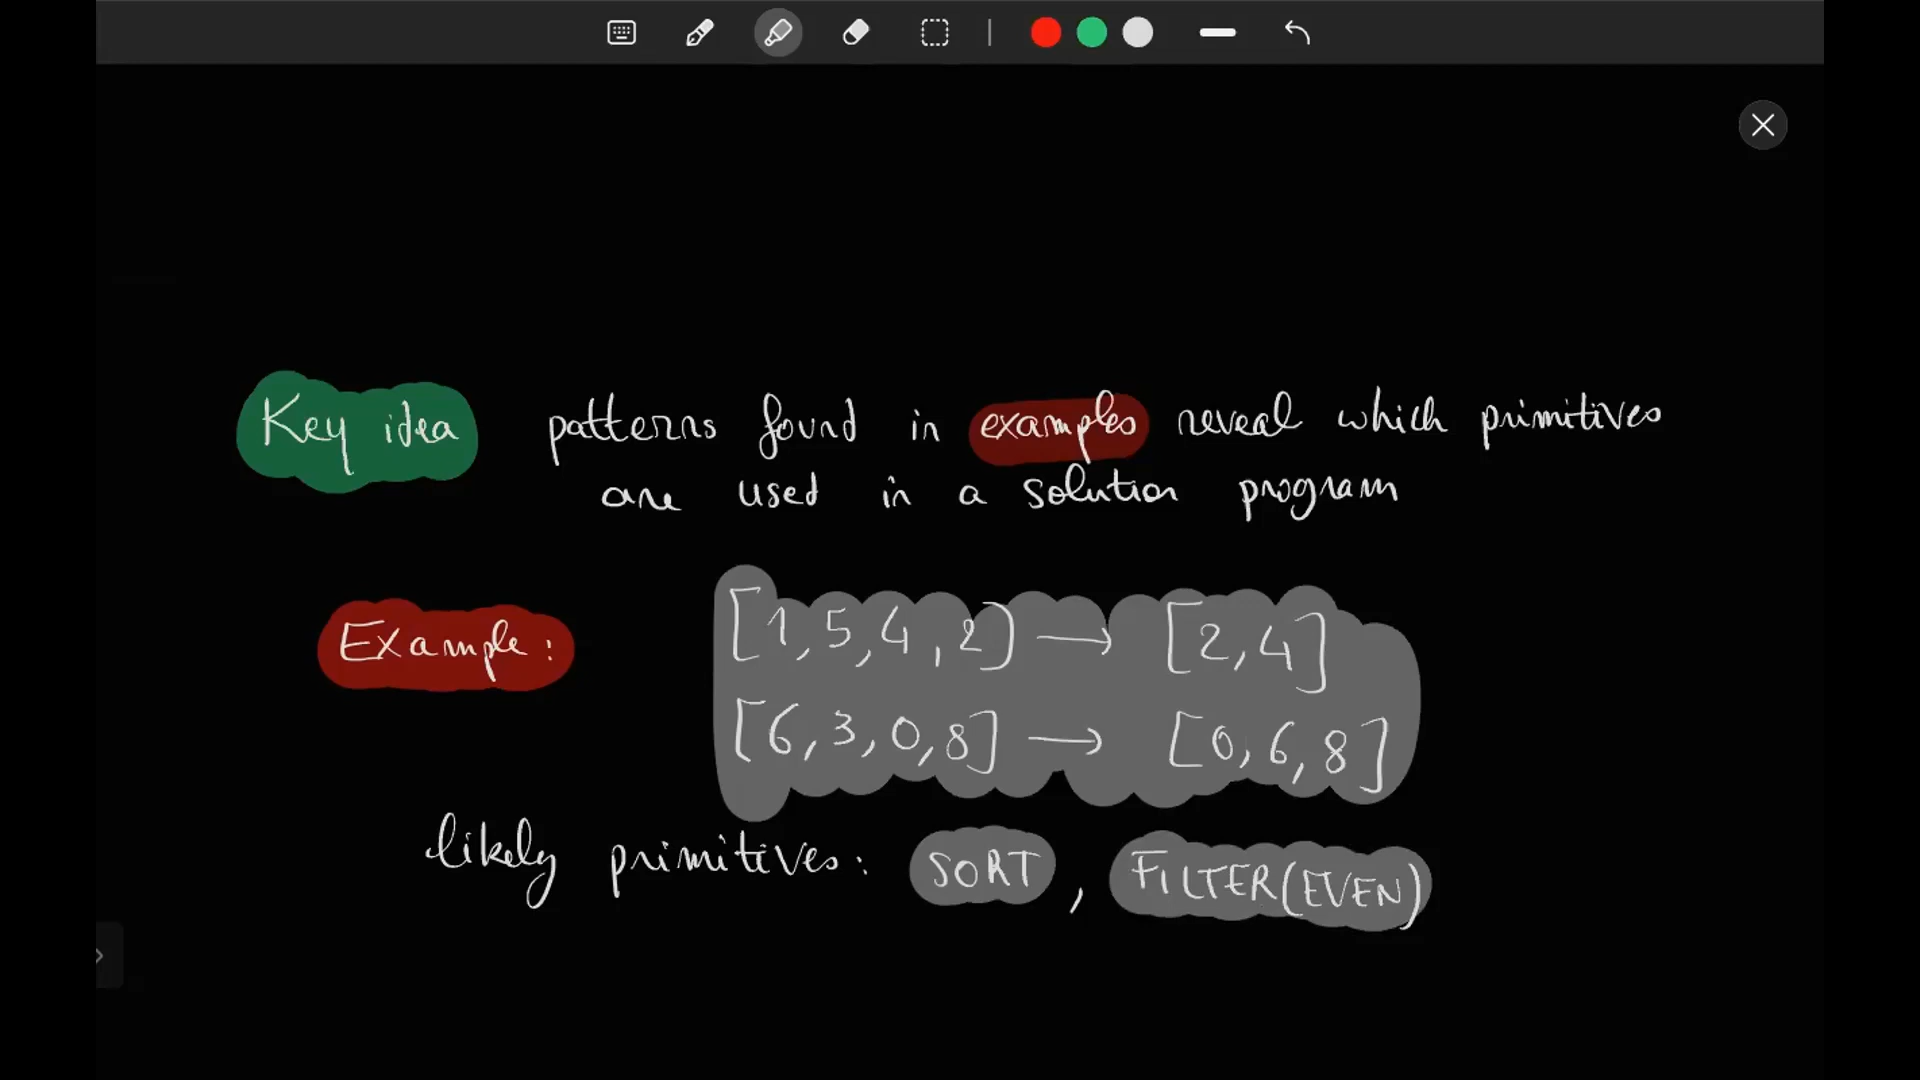 Key idea patterns found in examples reveal which primitives
are used in a solution program
Example: [1,5,4,2] → [2,4]
[6,3,0,8] → [0,6,8]
likely primitives: SORT, FILTER(EVEN)